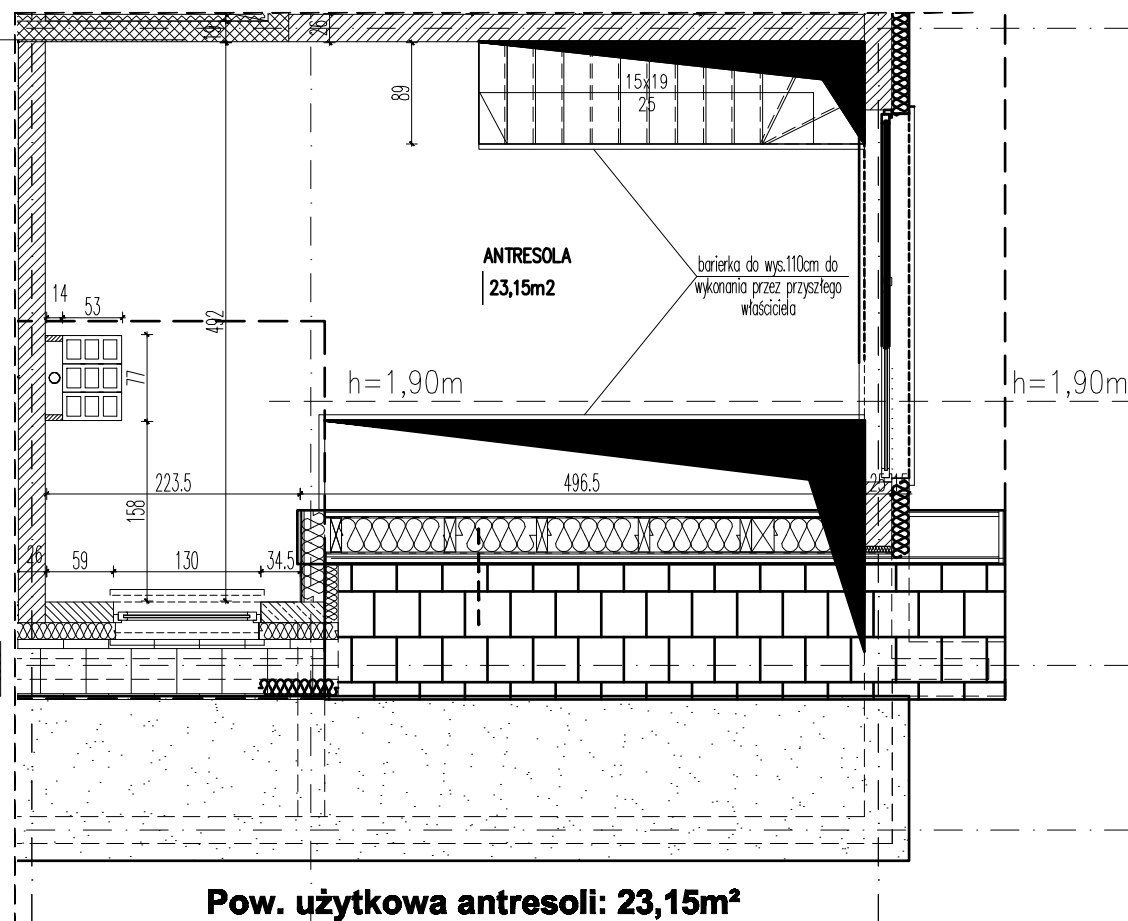 26
89
15x19
25
ANTRESOLA
23,15m2
barierka do wys.110cm do
wykonania przez przyszłego
właściciela
14
53
492
77
h=1,90m
h=1,90m
223.5
496.5
158
26
59
130
34.5
Pow. użytkowa antresoli: 23,15m²